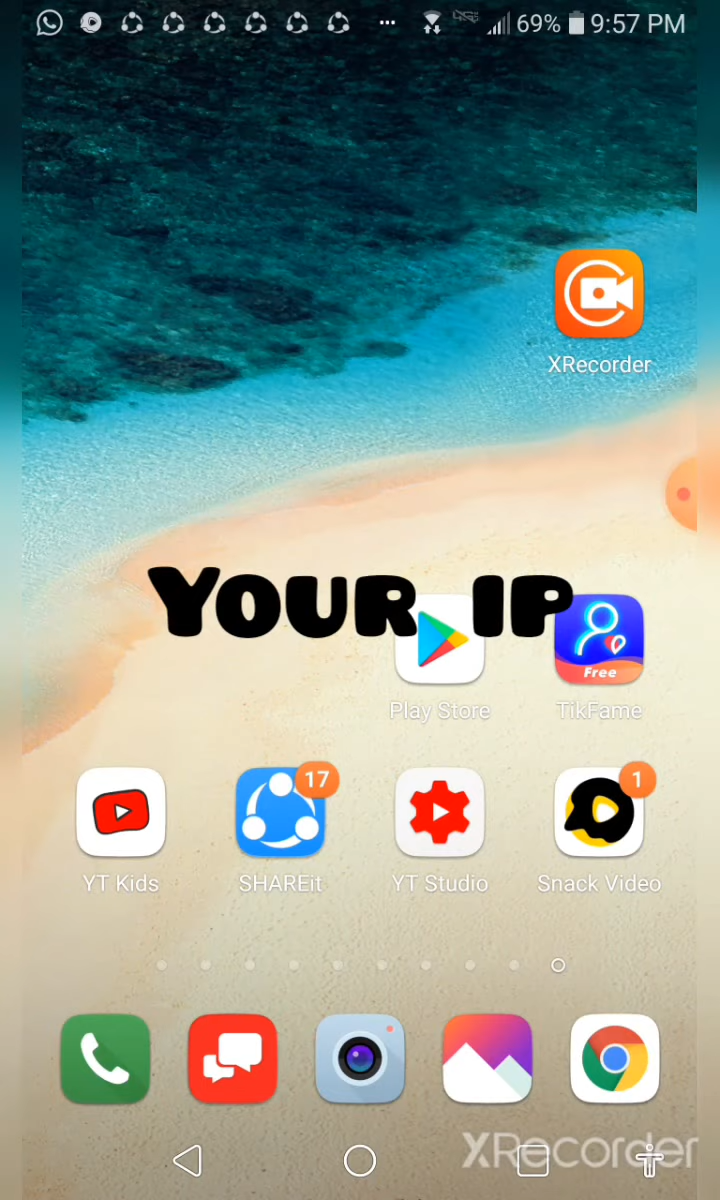 69% 9:57 PM
XRecorder
Your ip
Free
Play Store
TikFame
17
1
YT Kids
SHAREit
YT Studio
Snack Video
XRecorder